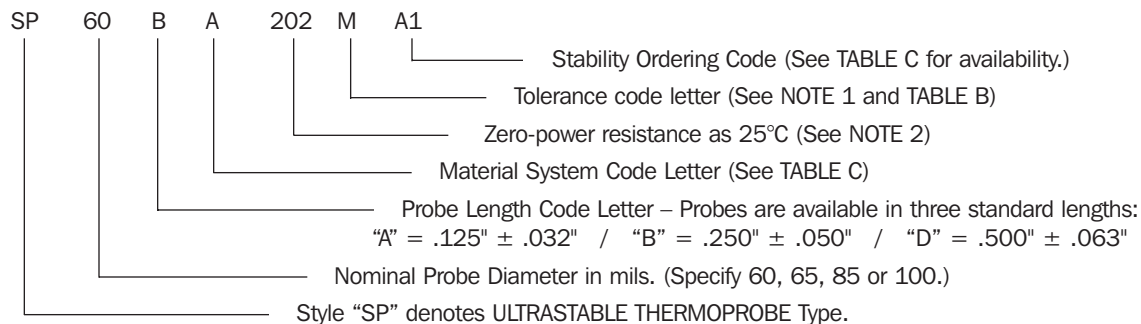 SP 60 B A 202 M A1
Stability Ordering Code (See TABLE C for availability.)
Tolerance code letter (See NOTE 1 and TABLE B)
Zero-power resistance as 25°C (See NOTE 2)
Material System Code Letter (See TABLE C)
Probe Length Code Letter – Probes are available in three standard lengths:
“A” = .125" ± .032" / “B” = .250" ± .050" / “D” = .500" ± .063"
Nominal Probe Diameter in mils. (Specify 60, 65, 85 or 100.)
Style “SP” denotes ULTRASTABLE THERMOPROBE Type.